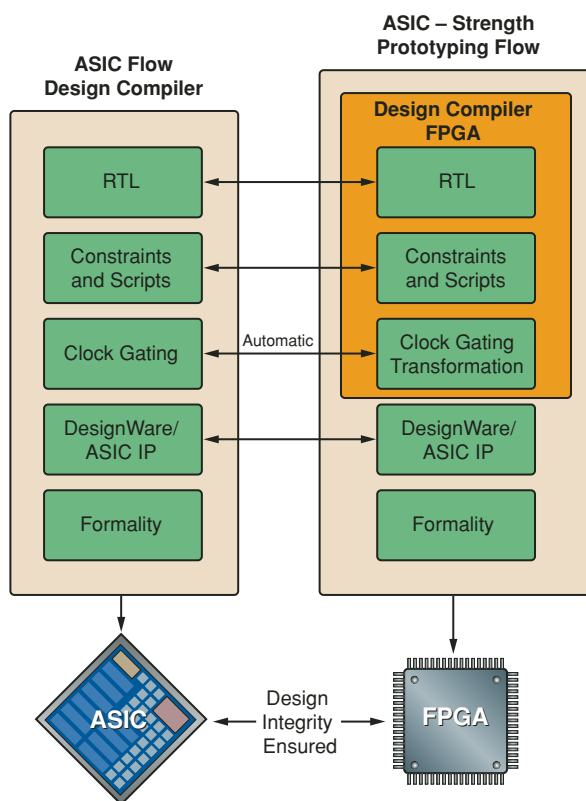 ASIC Flow
Design Compiler
RTL
Constraints
and Scripts
Clock Gating
DesignWare/
ASIC IP
Formality
ASIC
ASIC – Strength
Prototyping Flow
Design Compiler
FPGA
RTL
Constraints
and Scripts
Automatic
Clock Gating
Transformation
DesignWare/
ASIC IP
Formality
Design
Integrity
Ensured
FPGA